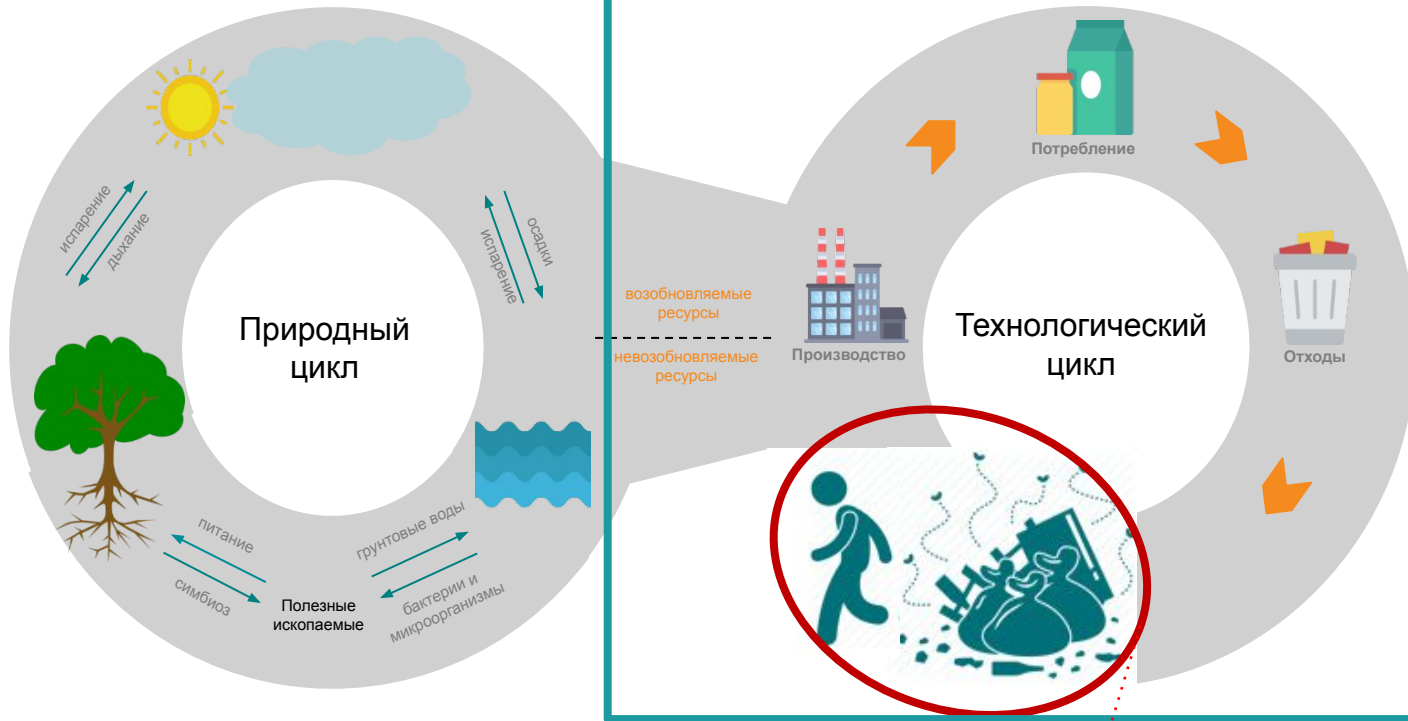 испарение
дыхание
испарение
осадки
Природный
цикл
питание
симбиоз
Полезные
ископаемые
грунтовые воды
бактерии и
микроорганизмы
возобновляемые
ресурсы
невозобновляемые
ресурсы
Производство
Потребление
Технологический
цикл
Отходы